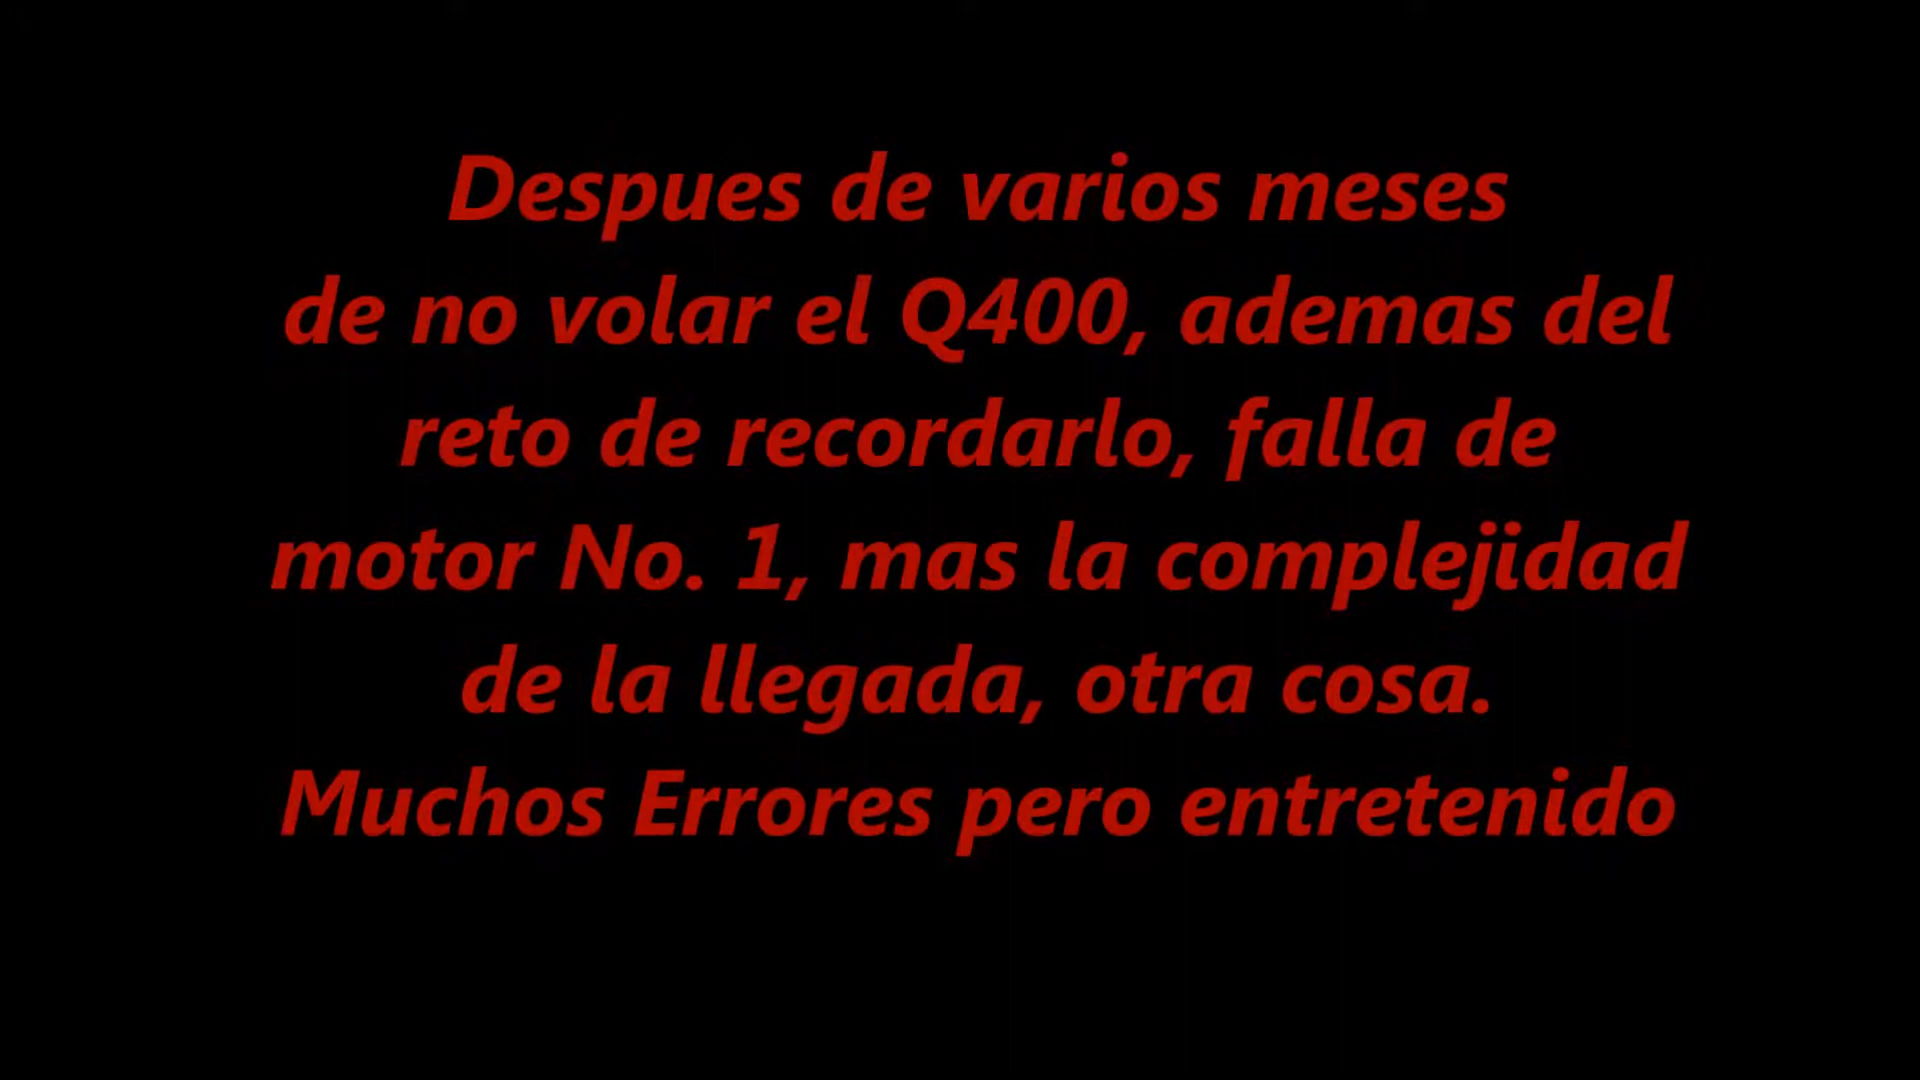 Despues de varios meses
de no volar el Q400, ademas del
reto de recordarlo, falla de
motor No. 1, mas la complejidad
de la llegada, otra cosa.
Muchos Errores pero entretenido